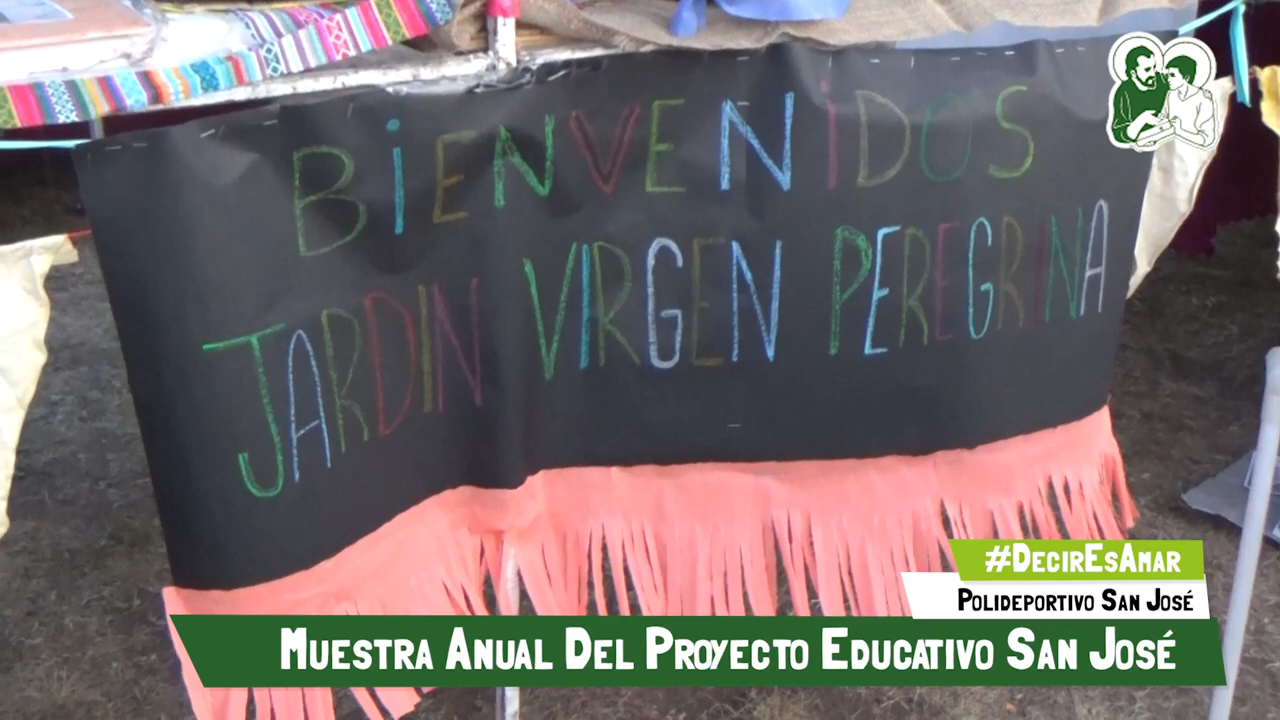 BiENVENiDOS
JARDIN VIRGEN PEREGRINA
#DecirEsAmar
Polideportivo San José
Muestra Anual Del Proyecto Educativo San José